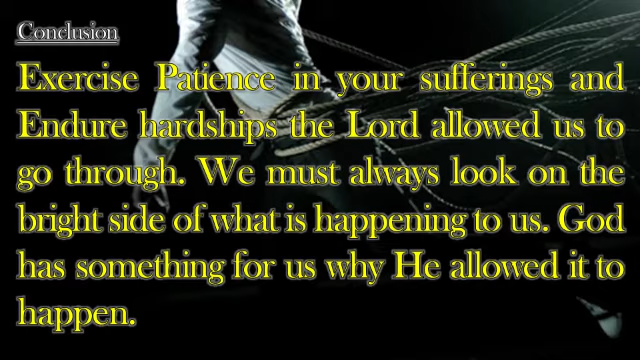 Conclusion
Exercise Patience in your sufferings and
Endure hardships the Lord allowed us to
go through. We must always look on the
bright side of what is happening to us. God
has something for us why He allowed it to
happen.